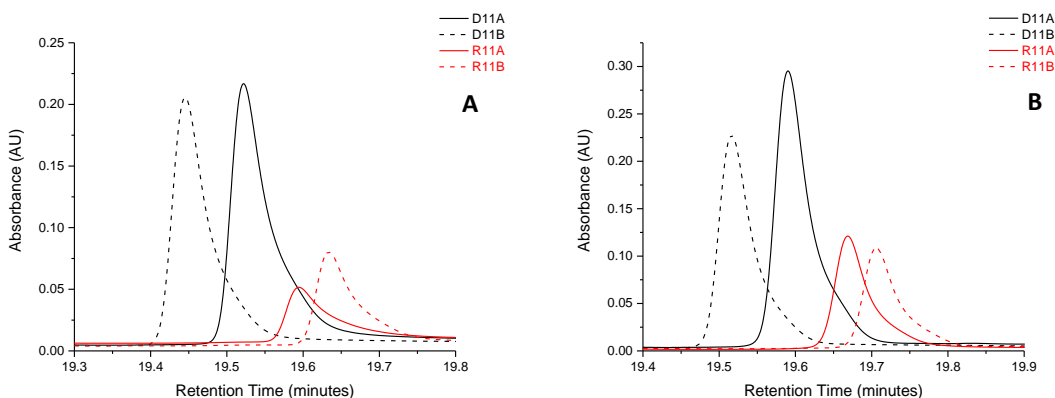 D11A
D11B
R11A
R11B
A
0.25
0.20
0.15
0.10
0.05
0.00
Absorbance (AU)
19.3 19.4 19.5 19.6 19.7 19.8
Retention Time (minutes)
D11A
D11B
R11A
R11B
B
0.30
0.25
0.20
0.15
0.10
0.05
0.00
Absorbance (AU)
19.4 19.5 19.6 19.7 19.8 19.9
Retention Time (minutes)